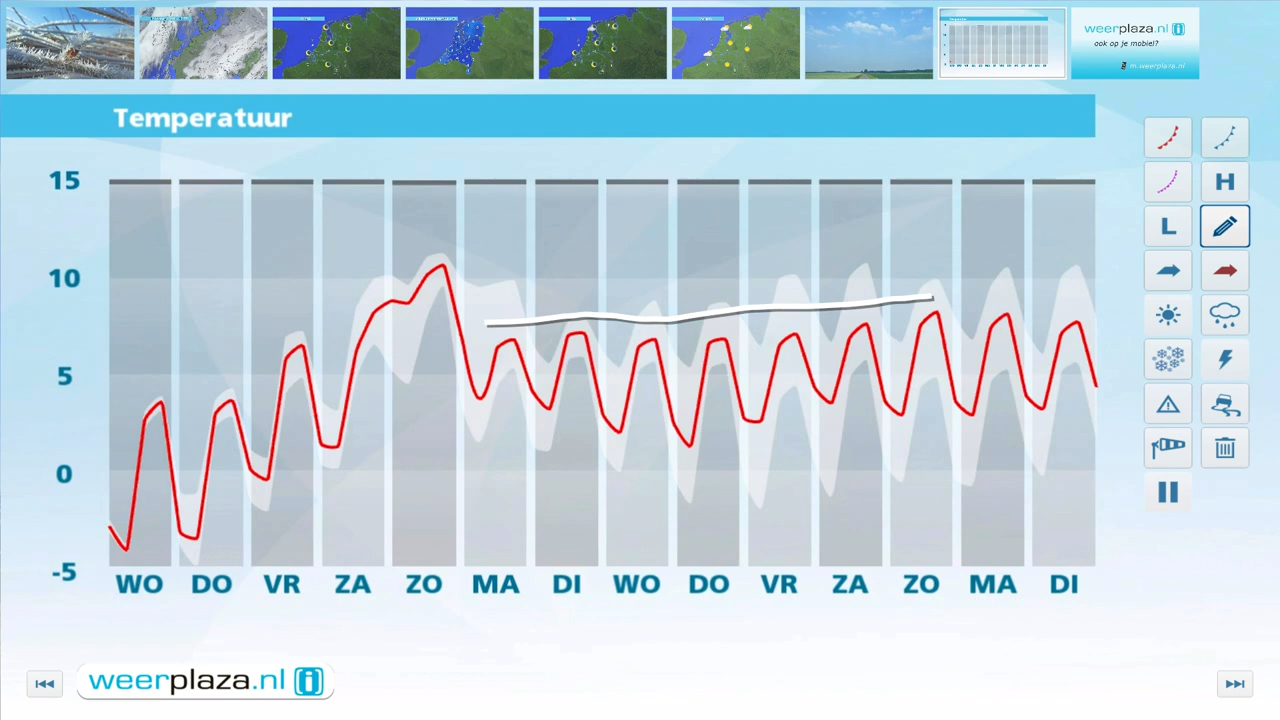 weerplaza.nl i
ook op je mobiel?
m.weerplaza.nl
Temperatuur
15
10
5
0
-5
H
L
WO DO VR ZA ZO MA DI WO DO VR ZA ZO MA DI
weerplaza.nl i